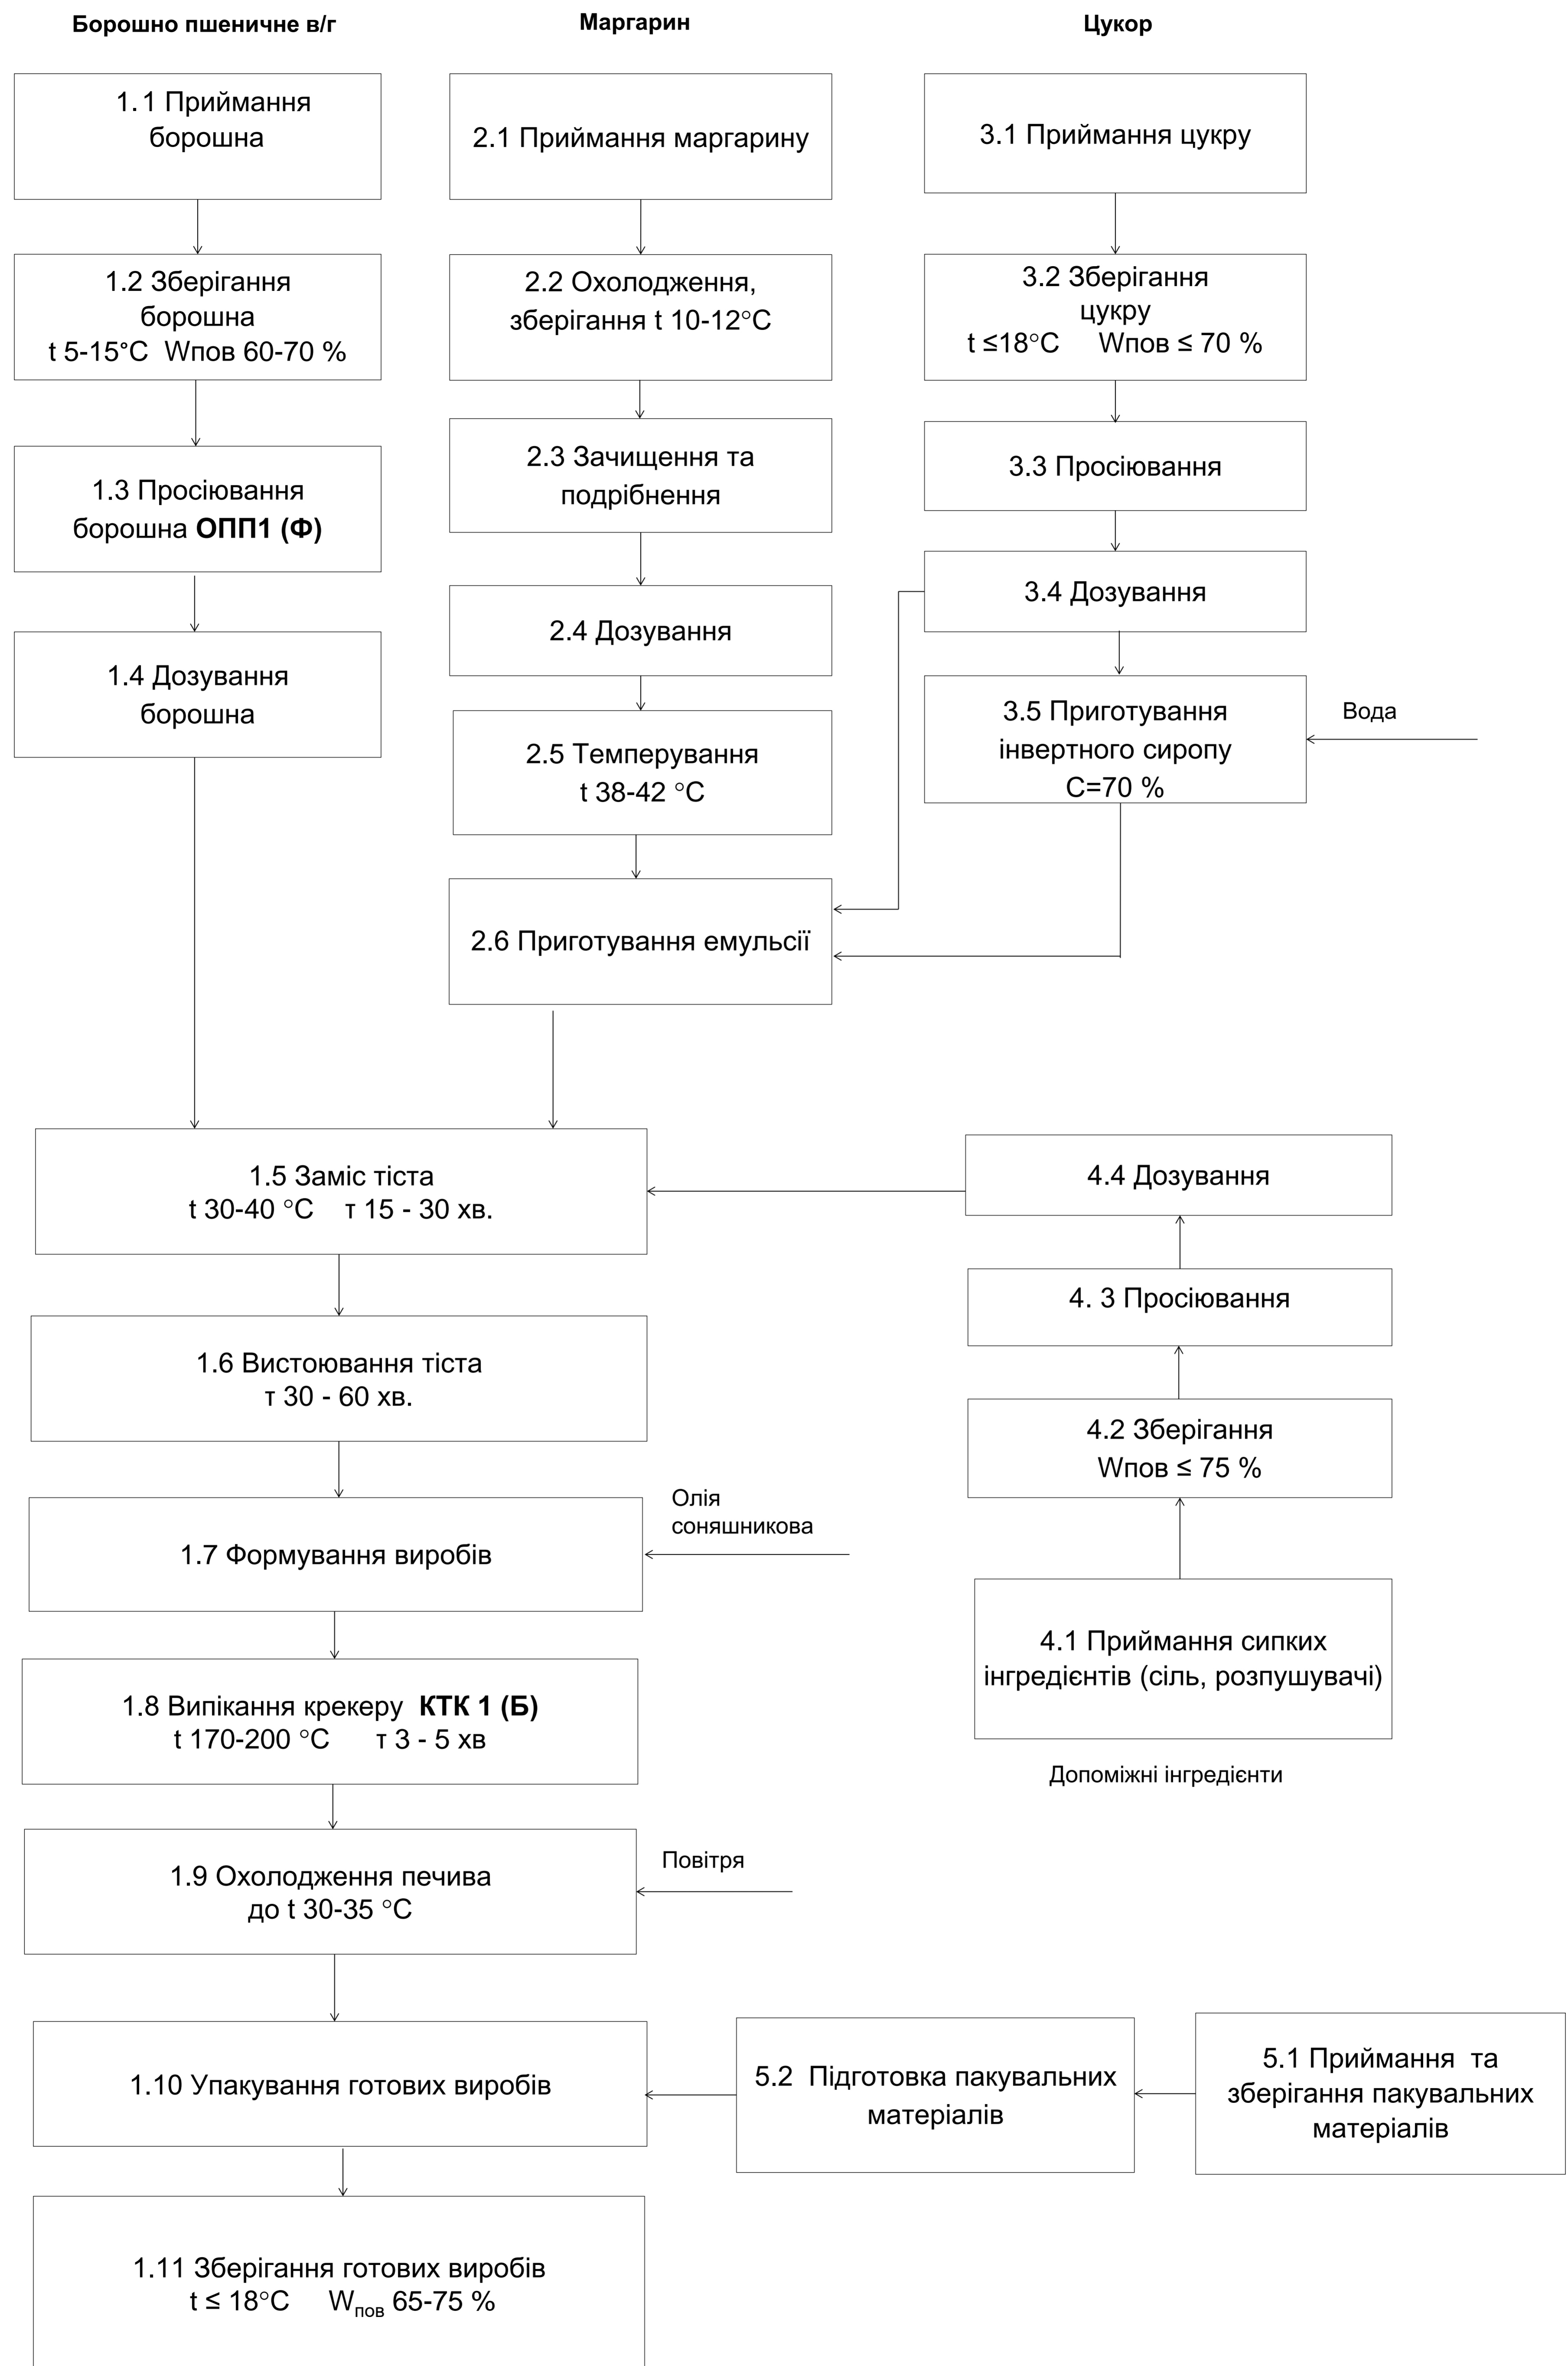 Борошно пшеничне в/г
Маргарин
Цукор
1. 1 Приймання
борошна
2.1 Приймання маргарину
3.1 Приймання цукру
1.2 Зберігання
борошна
t 5-15°С Wпов 60-70 %
2.2 Охолодження,
зберігання t 10-12°С
3.2 Зберігання
цукру
t ≤18°С Wпов ≤ 70 %
1.3 Просіювання
борошна ОПП1 (Ф)
2.3 Зачищення та
подрібнення
3.3 Просіювання
1.4 Дозування
борошна
2.4 Дозування
3.4 Дозування
2.5 Темперування
t 38-42 °С
3.5 Приготування
інвертного сиропу
С=70 %
Вода
2.6 Приготування емульсії
1.5 Заміс тіста
t 30-40 °С τ 15 - 30 хв.
4.4 Дозування
1.6 Вистоювання тіста
τ 30 - 60 хв.
4. 3 Просіювання
4.2 Зберігання
Wпов ≤ 75 %
1.7 Формування виробів
Олія
соняшникова
4.1 Приймання сипких
інгредієнтів (сіль, розпушувачі)
Допоміжні інгредієнти
1.8 Випікання крекеру КТК 1 (Б)
t 170-200 °С τ 3 - 5 хв
1.9 Охолодження печива
до t 30-35 °С
Повітря
1.10 Упакування готових виробів
5.2 Підготовка пакувальних
матеріалів
5.1 Приймання та
зберігання пакувальних
матеріалів
1.11 Зберігання готових виробів
t ≤ 18°С Wпов 65-75 %